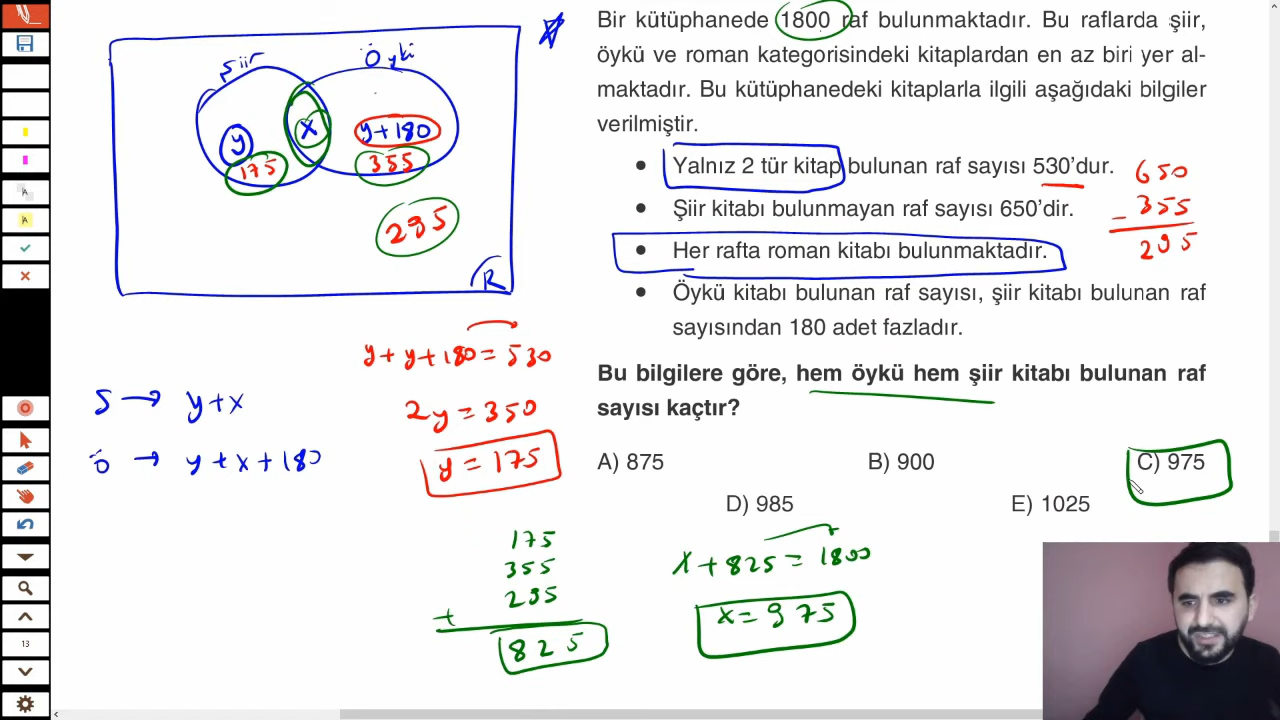 Bir kütüphanede 1800 raf bulunmaktadır. Bu raflarda şiir,
öykü ve roman kategorisindeki kitaplardan en az biri yer al-
maktadır. Bu kütüphanedeki kitaplarla ilgili aşağıdaki bilgiler
verilmiştir.
• Yalnız 2 tür kitap bulunan raf sayısı 530'dur.
• Şiir kitabı bulunmayan raf sayısı 650'dir.
• Her rafta roman kitabı bulunmaktadır.
• Öykü kitabı bulunan raf sayısı, şiir kitabı bulunan raf
sayısından 180 adet fazladır.
Bu bilgilere göre, hem öykü hem şiir kitabı bulunan raf
sayısı kaçtır?
A) 875
B) 900
C) 975
D) 985
E) 1025
650
- 355
295
Şiir
Öykü
y
x
y+180
175
355
295
R
Ş → y+x
Ö → y+x+180
y+y+180=530
2y=350
y=175
175
355
295
+
825
x+825=1800
x=975
A
A
13